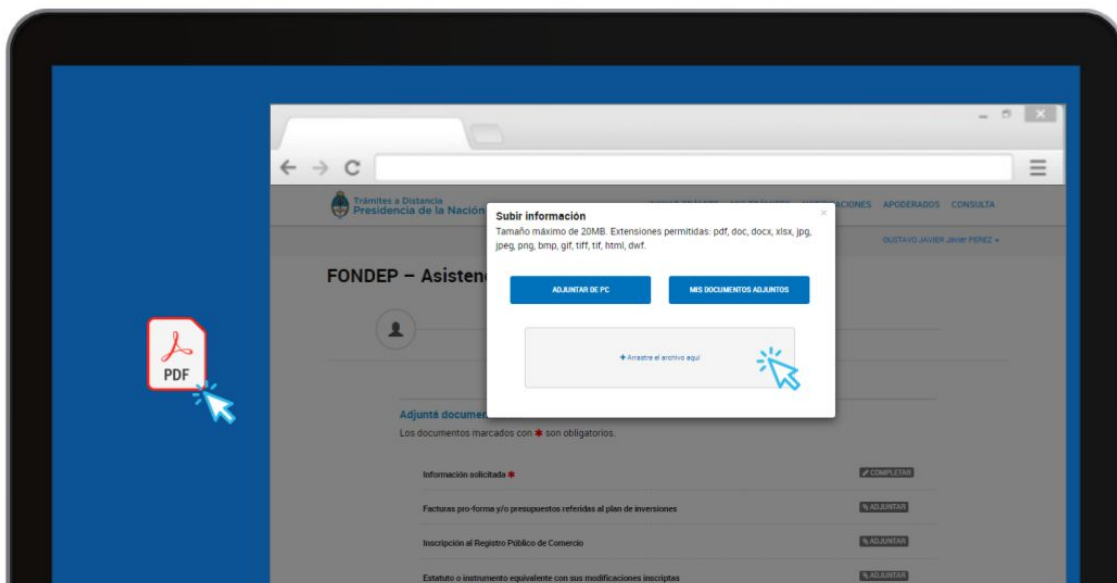 Trámites a Distancia
Presidencia de la Nación
CIONES APODERADOS CONSULTA
GUSTAVO JAVIER Javier PEREZ
Subir información
×
Tamaño máximo de 20MB. Extensiones permitidas: pdf, doc, docx, xlsx, jpg,
jpeg, png, bmp, gif, tiff, tif, html, dwf.
FONDEP – Asisten
ADJUNTAR DE PC MIS DOCUMENTOS ADJUNTOS
+ Arrastre el archivo aquí
PDF
Adjuntá documen
Los documentos marcados con * son obligatorios.
Información solicitada * COMPLETAR
Facturas pro-forma y/o presupuestos referidas al plan de inversiones ADJUNTAR
Inscripción al Registro Público de Comercio ADJUNTAR
Estatuto o instrumento equivalente con sus modificaciones inscriptas ADJUNTAR